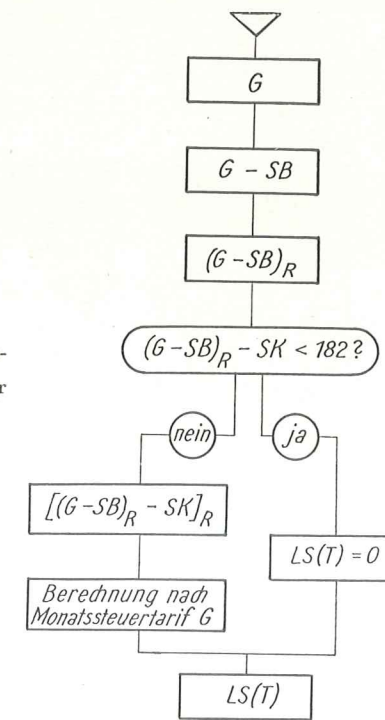 G
G - SB
(G-SB)R
(G-SB)R - SK < 182?
-
r
nein
ja
[(G-SB)R - SK]R
LS(T) = 0
Berechnung nach
Monatssteuertarif G
LS(T)